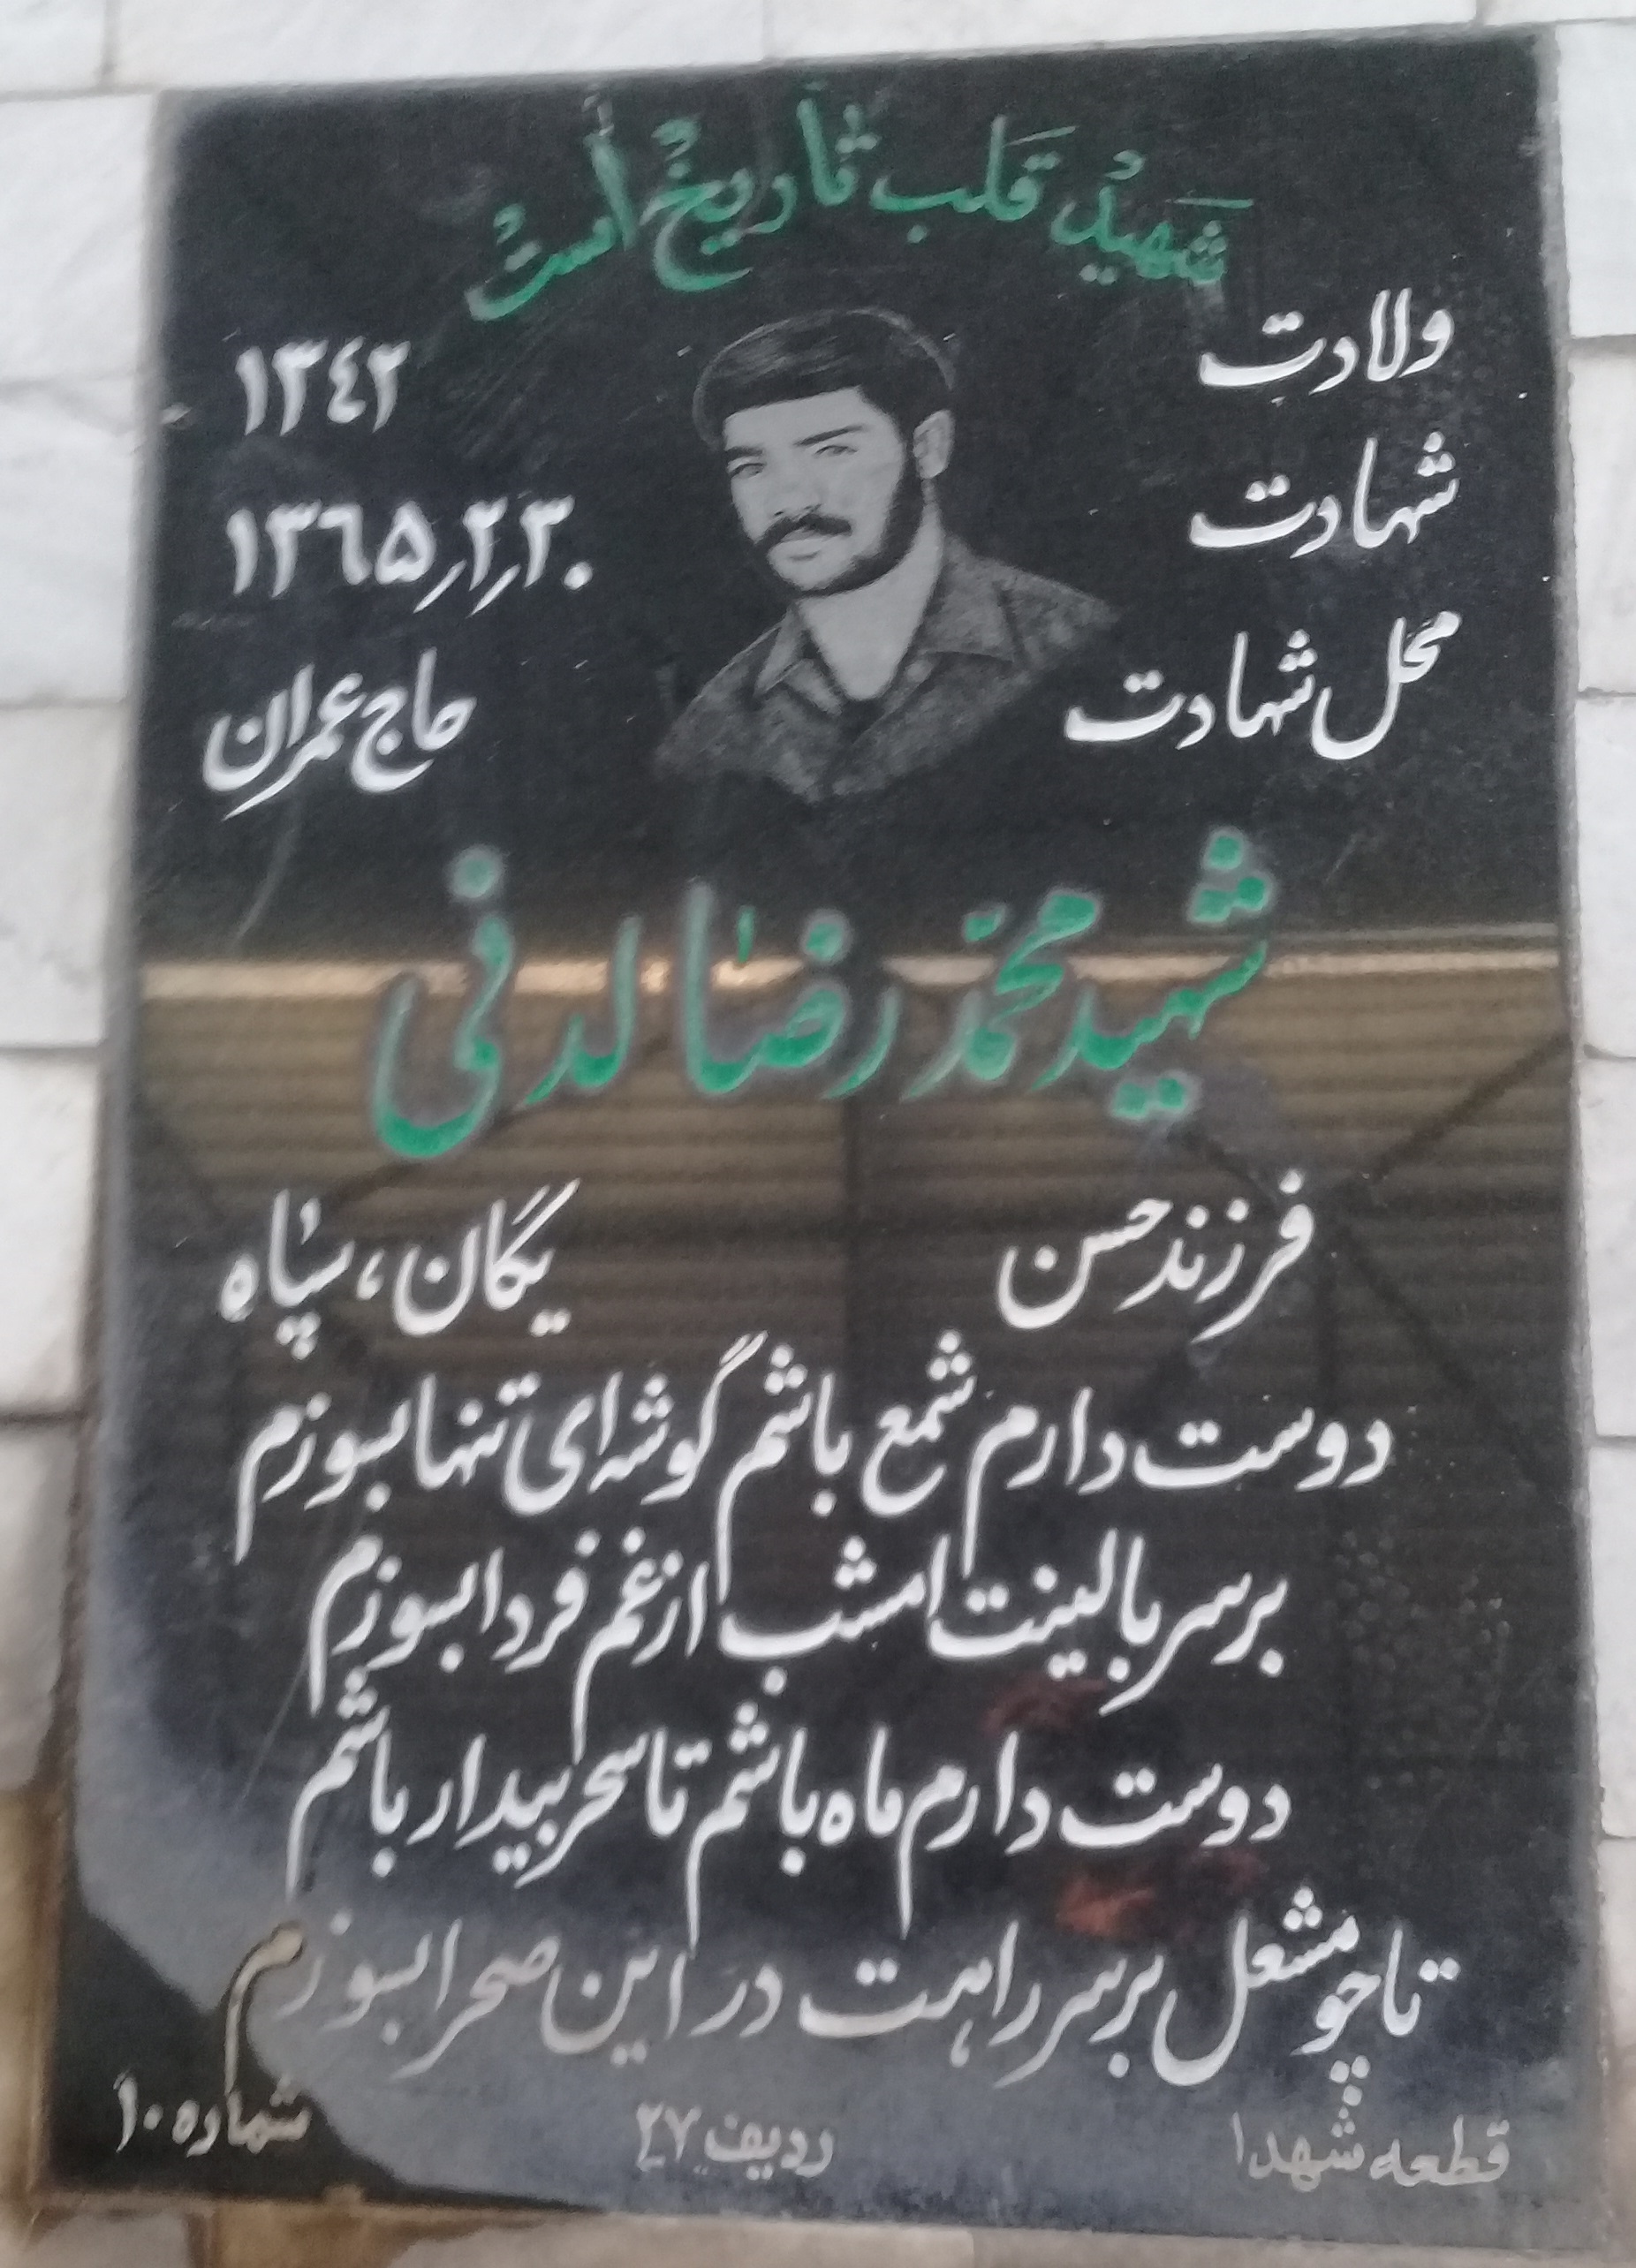 شهید قلب تاریخ است
ولادت ۱۳٤۲
شهادت ۱۳٦۵٫۲٫۳۰
محل شهادت حاج عمران
شهید محمد رضا لدنی
فرزند حسن یگان، سپاه
دوست دارم شمع باشم گوشه ای تنها بسوزم
بر سر بالینت امشب از غم فردا بسوزم
دوست دارم ماه باشم تا سحر بیدار باشم
تا چو مشعل بر سر راهت در این صحرا بسوزم
قطعه شهدا ردیف ۲۷ شماره ۱۰